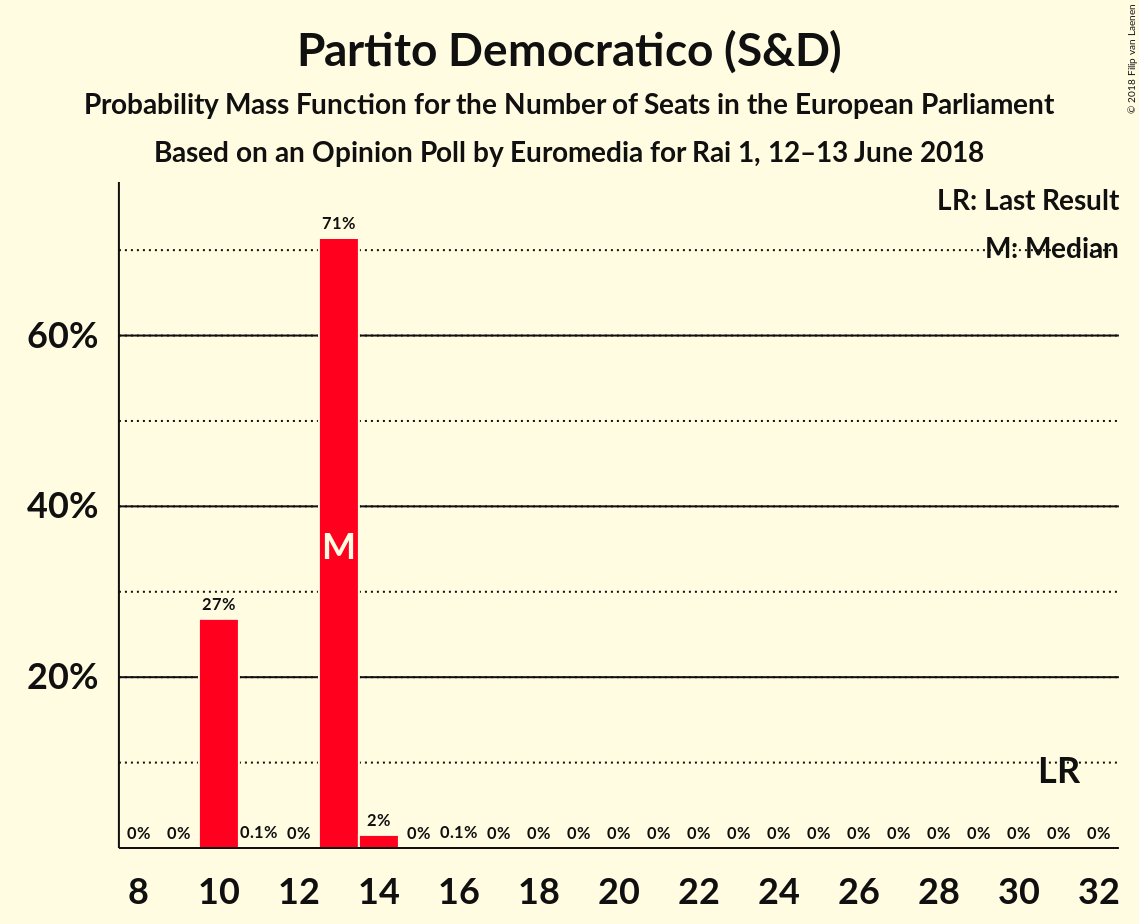 Partito Democratico (S&D)
Probability Mass Function for the Number of Seats in the European Parliament
Based on an Opinion Poll by Euromedia for Rai 1, 12–13 June 2018
© 2018 Filip van Laenen
LR: Last Result
M: Median
60%
40%
20%
0% 0% 27% 0.1% 0% 71% 2% 0% 0.1% 0% 0% 0% 0% 0% 0% 0% 0% 0% 0% 0% 0% 0% 0% 0% 0%
M
LR
8 10 12 14 16 18 20 22 24 26 28 30 32